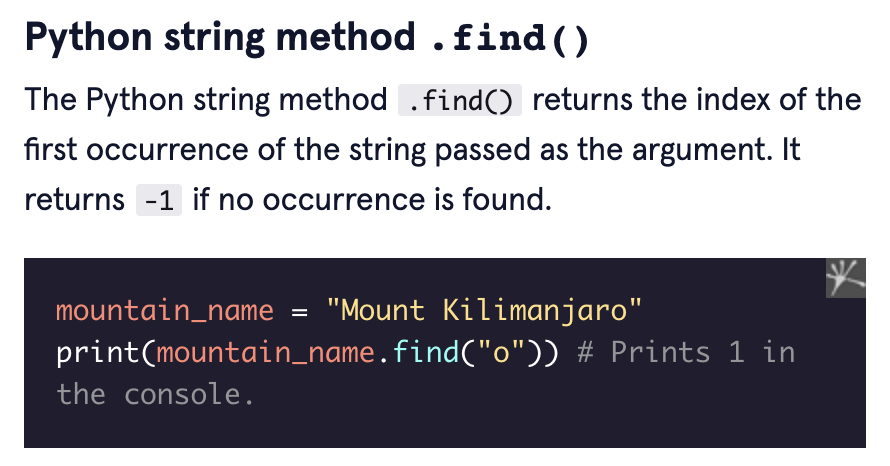 Python string method .find()
The Python string method .find() returns the index of the
first occurrence of the string passed as the argument. It
returns -1 if no occurrence is found.
mountain_name = "Mount Kilimanjaro"
print(mountain_name.find("o")) # Prints 1 in
the console.